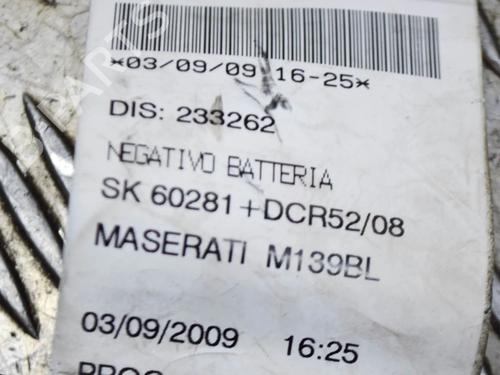 *03/09/09 16-25*
DIS: 233262
NEGATIVO BATTERIA
SK 60281+DCR52/08
MASERATI M139BL
03/09/2009 16:25